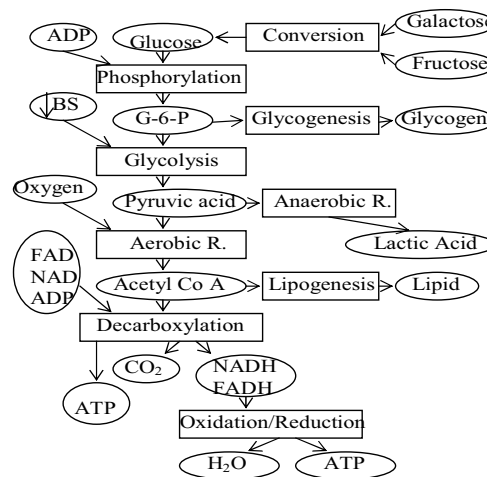 Galactose
ADP
Glucose
Conversion
Fructose
Phosphorylation
↓BS
G-6-P
Glycogenesis
Glycogen
Glycolysis
Oxygen
Pyruvic acid
Anaerobic R.
Aerobic R.
Lactic Acid
FAD
NAD
ADP
Acetyl Co A
Lipogenesis
Lipid
Decarboxylation
CO₂
NADH
FADH
ATP
Oxidation/Reduction
H₂O
ATP